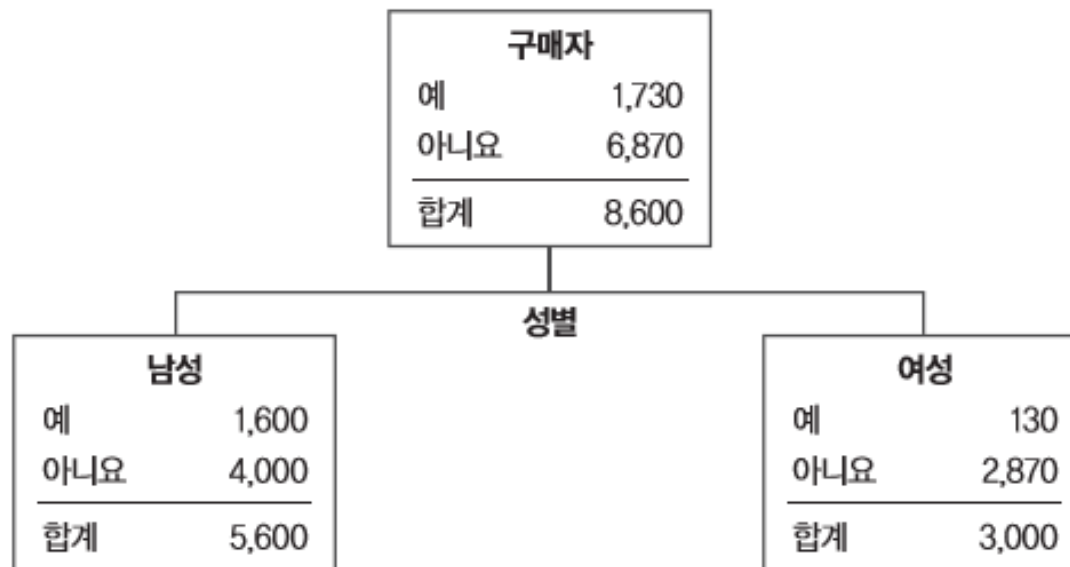 구매자
예 1,730
아니요 6,870
합계 8,600
성별
남성
예 1,600
아니요 4,000
합계 5,600
여성
예 130
아니요 2,870
합계 3,000